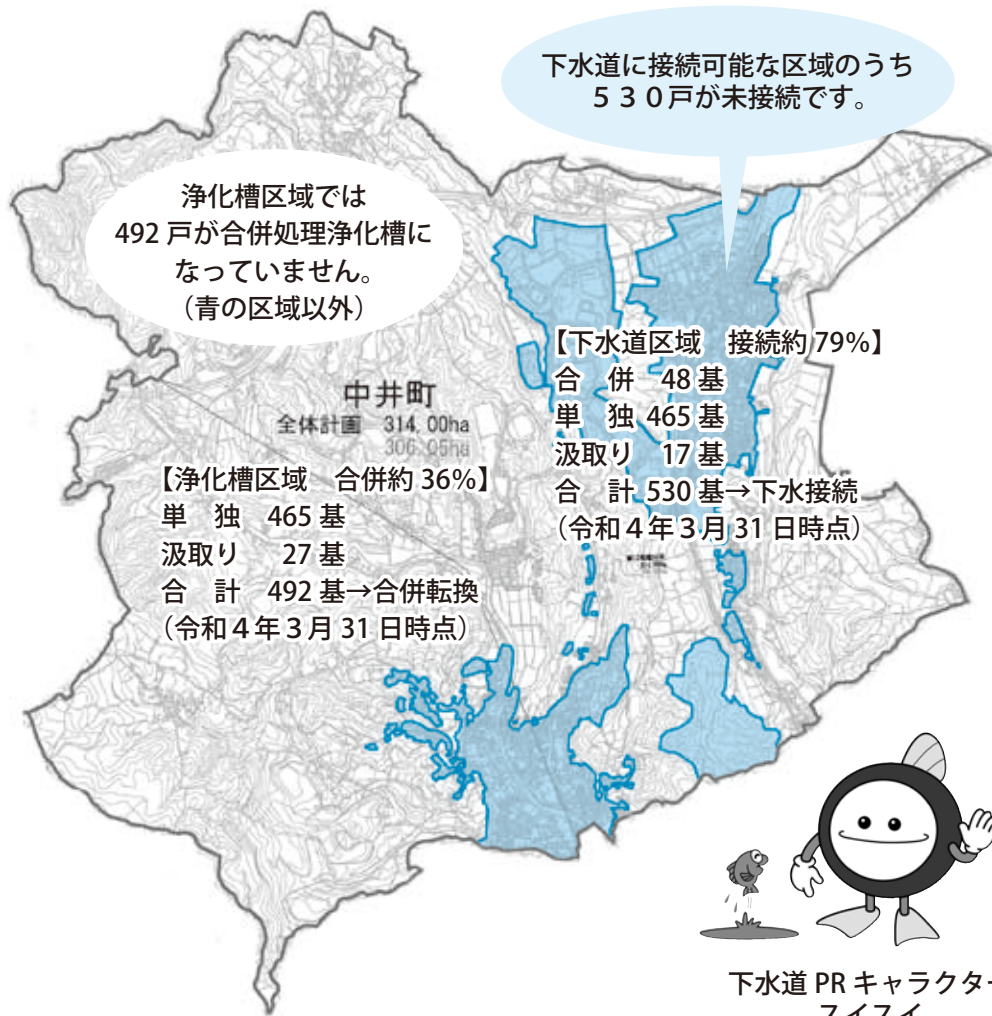 下水道に接続可能な区域のうち
５３０戸が未接続です。
浄化槽区域では
492 戸が合併処理浄化槽に
なっていません。
（青の区域以外）
【下水道区域　接続約 79%】
合　併　48 基
単　独　465 基
汲取り　17 基
合　計　530 基→下水接続
（令和４年３月 31 日時点）
中井町
全体計画　314.00ha
306.05ha
【浄化槽区域　合併約 36%】
単　独　465 基
汲取り　27 基
合　計　492 基→合併転換
（令和４年３月 31 日時点）
下水道 PR キャラクター
スイスイ